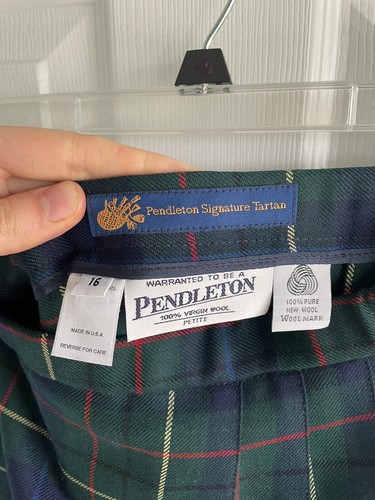 Pendleton Signature Tartan
16
MADE IN U.S.A.
REVERSE FOR CARE
WARRANTED TO BE A
PENDLETON
100% VIRGIN WOOL
PETITE
100% PURE
NEW WOOL
WOOLMARK